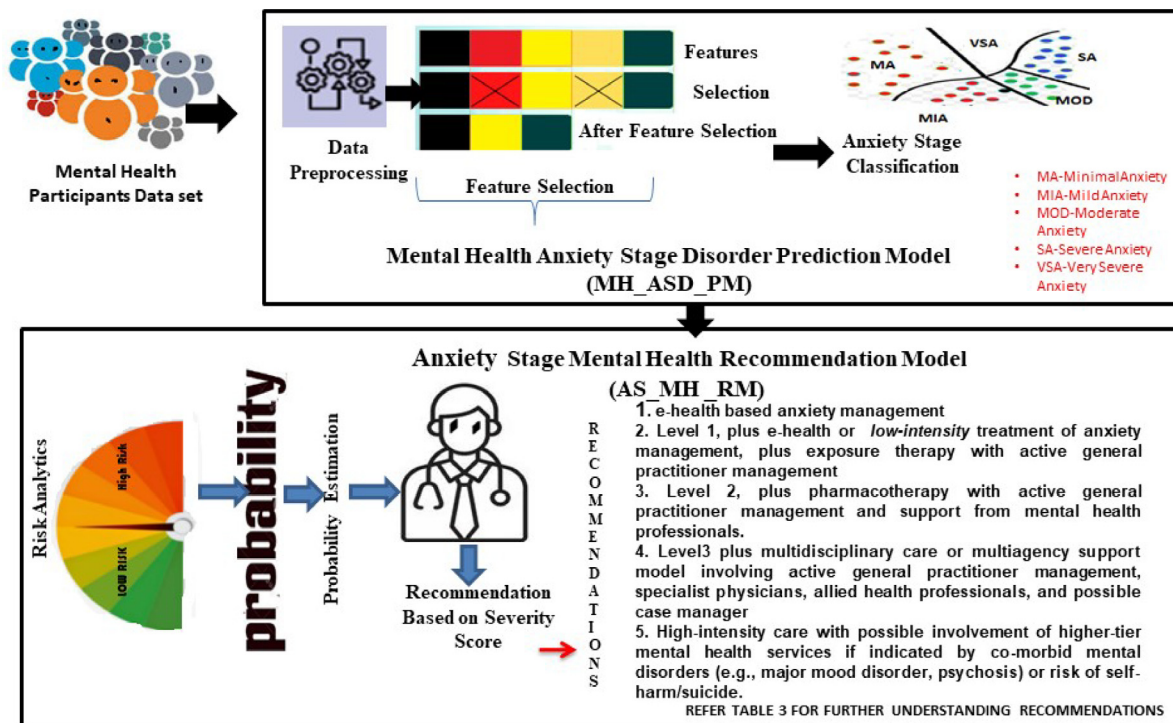 Mental Health
Participants Data set
Data
Preprocessing
Features
Selection
After Feature Selection
Feature Selection
MA
VSA
SA
MOD
MIA
Anxiety Stage
Classification
• MA-Minimal Anxiety
• MIA-Mild Anxiety
• MOD-Moderate
Anxiety
• SA-Severe Anxiety
• VSA-Very Severe
Anxiety
Mental Health Anxiety Stage Disorder Prediction Model
(MH_ASD_PM)
Anxiety Stage Mental Health Recommendation Model
(AS_MH _RM)
Risk Analytics
High Risk
LOW RISK
probability
Probability Estimation
Recommendation
Based on Severity
Score
RECOMMENDATIONS
1. e-health based anxiety management
2. Level 1, plus e-health or low-intensity treatment of anxiety
management, plus exposure therapy with active general
practitioner management
3. Level 2, plus pharmacotherapy with active general
practitioner management and support from mental health
professionals.
4. Level3 plus multidisciplinary care or multiagency support
model involving active general practitioner management,
specialist physicians, allied health professionals, and possible
case manager
5. High-intensity care with possible involvement of higher-tier
mental health services if indicated by co-morbid mental
disorders (e.g., major mood disorder, psychosis) or risk of self-
harm/suicide.
REFER TABLE 3 FOR FURTHER UNDERSTANDING RECOMMENDATIONS